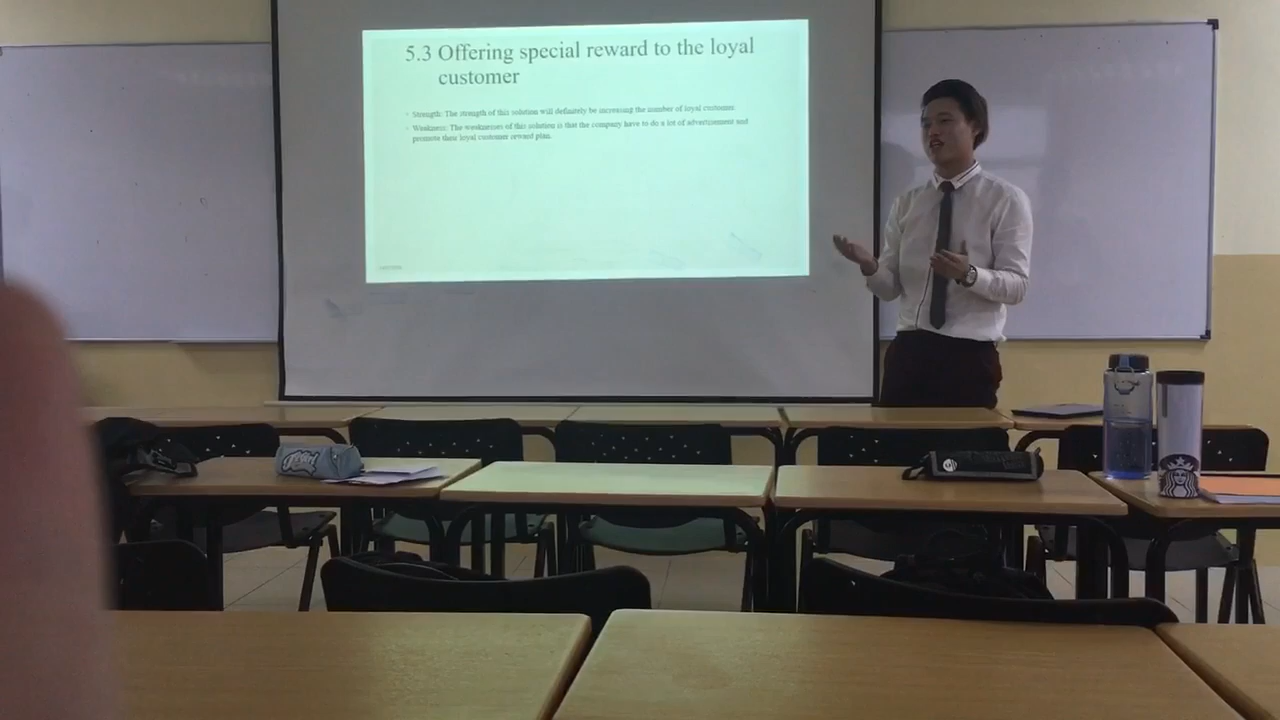 5.3 Offering special reward to the loyal
customer
Strength: The strength of this solution will definitely be increasing the number of loyal customer.
Weakness: The weaknesses of this solution is that the company have to do a lot of advertisement and
promote their loyal customer reward plan.